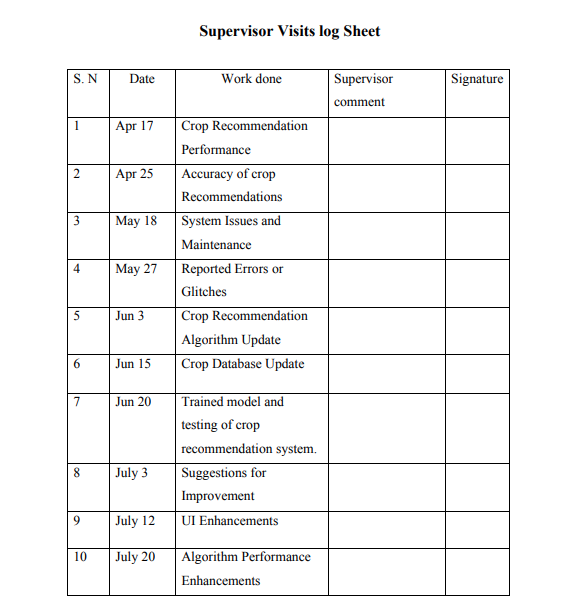 Supervisor Visits log Sheet
S. N Date Work done Supervisor comment Signature
1 Apr 17 Crop Recommendation
Performance
2 Apr 25 Accuracy of crop
Recommendations
3 May 18 System Issues and
Maintenance
4 May 27 Reported Errors or
Glitches
5 Jun 3 Crop Recommendation
Algorithm Update
6 Jun 15 Crop Database Update
7 Jun 20 Trained model and
testing of crop
recommendation system.
8 July 3 Suggestions for
Improvement
9 July 12 UI Enhancements
10 July 20 Algorithm Performance
Enhancements